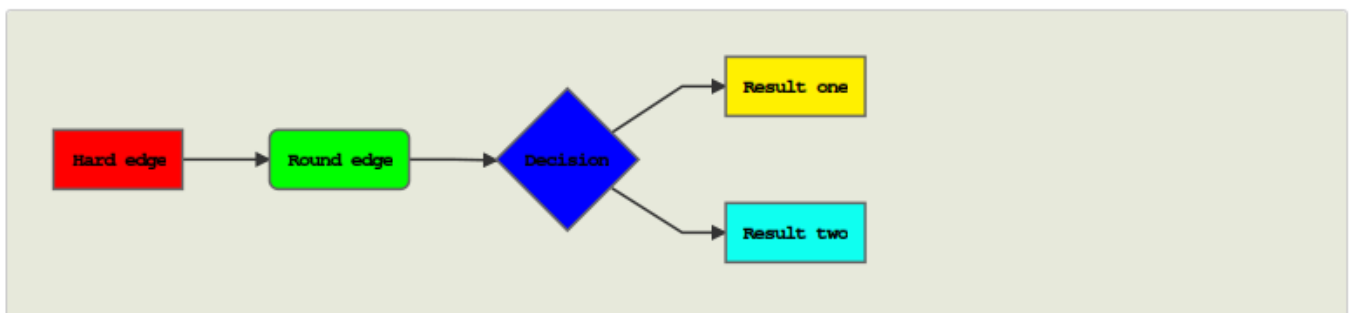 Hard edge
Round edge
Decision
Result one
Result two